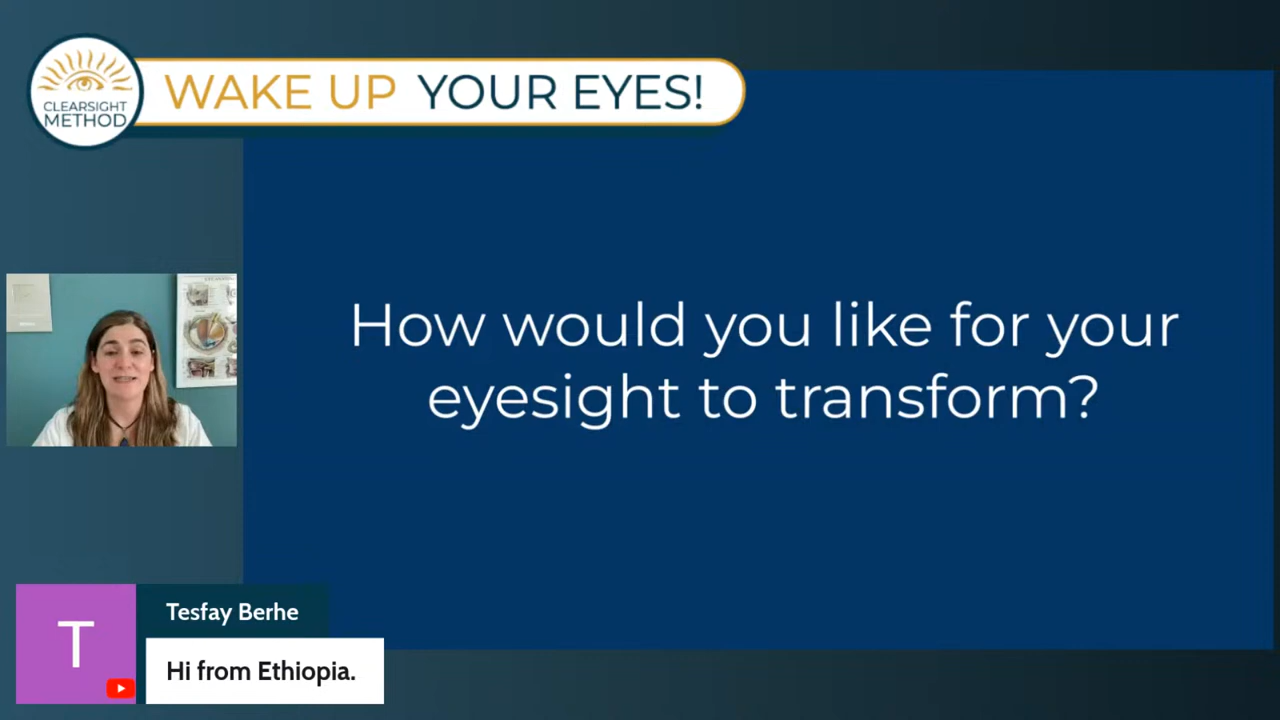 CLEARSIGHT
METHOD
WAKE UP YOUR EYES!
How would you like for your
eyesight to transform?
T
Tesfay Berhe
Hi from Ethiopia.